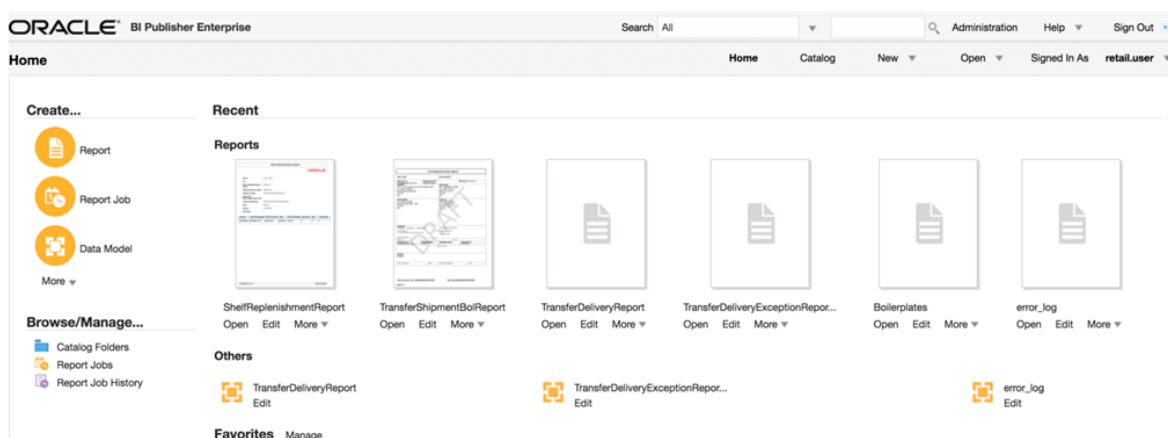 ORACLE® BI Publisher Enterprise Search All Administration Help Sign Out
Home Home Catalog New Open Signed In As retail.user
Create...
Report
Report Job
Data Model
More
Browse/Manage...
Catalog Folders
Report Jobs
Report Job History
Recent
Reports
ORACLE
DRAFT
ShelfReplenishmentReport TransferShipmentBolReport TransferDeliveryReport TransferDeliveryExceptionRepor... Boilerplates error_log
Open Edit More Open Edit More Open Edit More Open Edit More Open Edit More Open Edit More
Others
TransferDeliveryReport TransferDeliveryExceptionRepor... error_log
Edit Edit Edit
Favorites Manage